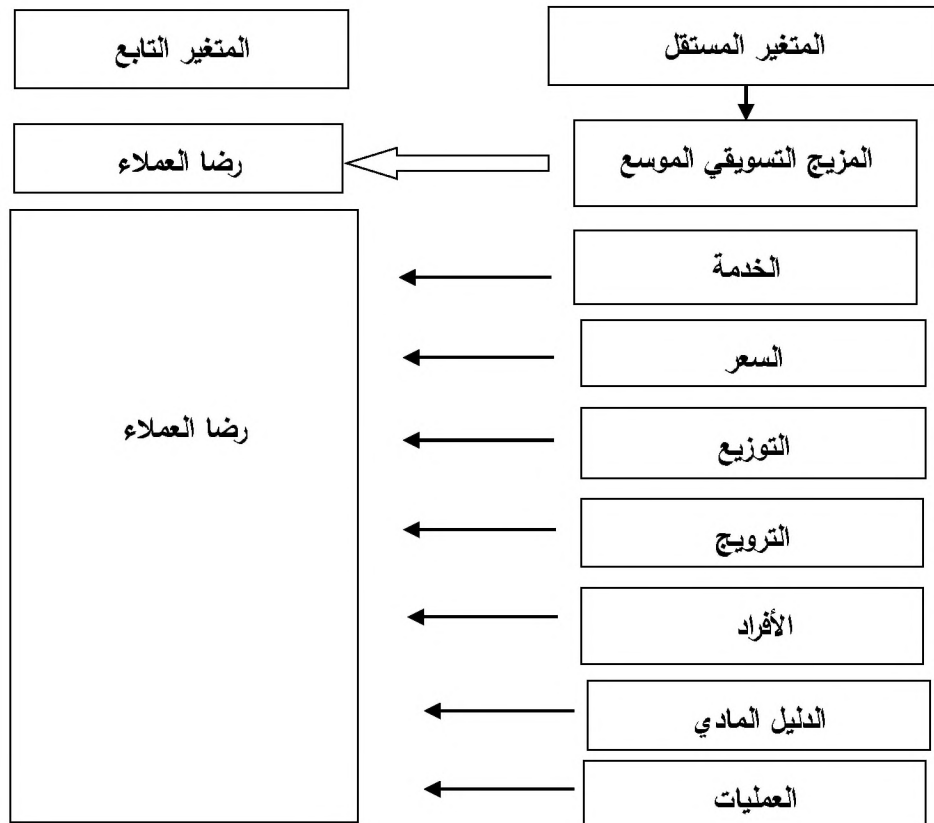 المتغير المستقل
المتغير التابع
المزيج التسويقي الموسع
رضا العملاء
الخدمة
السعر
التوزيع
رضا العملاء
الترويج
الأفراد
الدليل المادي
العمليات